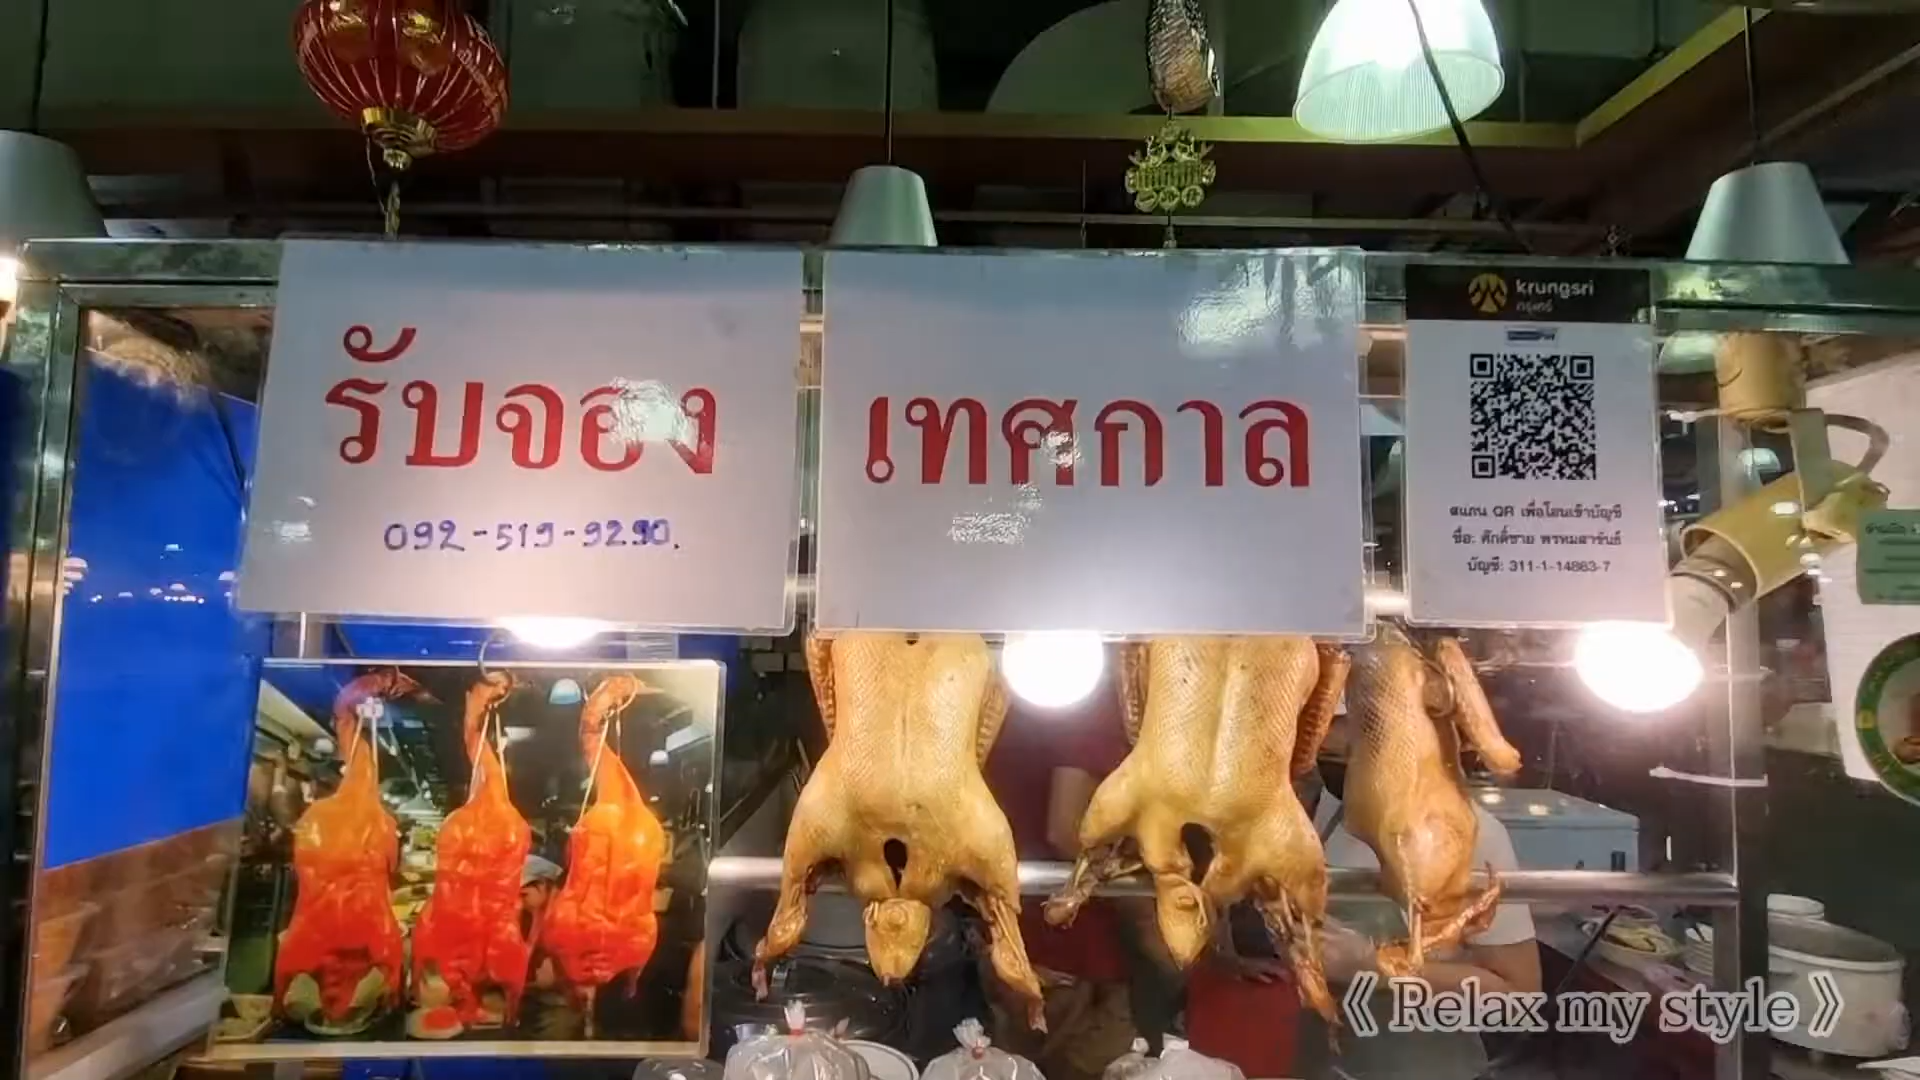 รับจอง
092-519-9290.
เทศกาล
krungsri
กรุงศรี
สแกน QR เพื่อโอนเข้าบัญชี
ชื่อ: ศักดิ์ชาย พรหมสาขันธ์
บัญชี: 311-1-14863-7
《Relax my style》